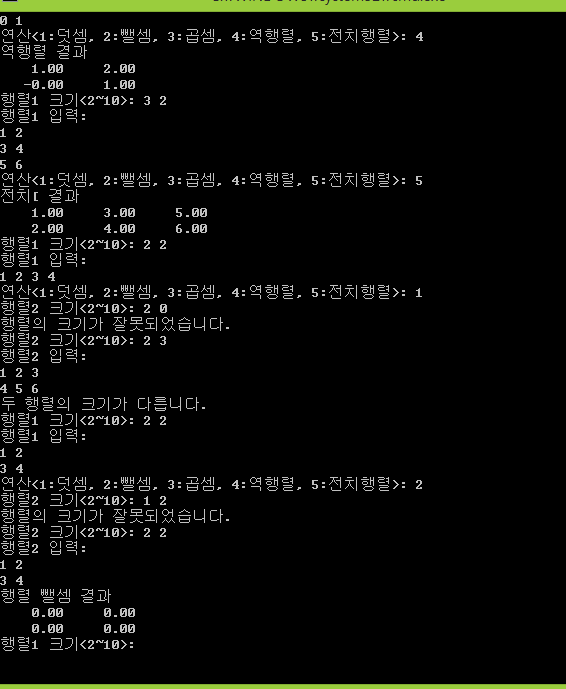 0 1
연산<1:덧셈, 2:뺄셈, 3:곱셈, 4:역행렬, 5:전치행렬>: 4
역행렬 결과
1.00 2.00
-0.00 1.00
행렬1 크기<2~10>: 3 2
행렬1 입력:
1 2
3 4
5 6
연산<1:덧셈, 2:뺄셈, 3:곱셈, 4:역행렬, 5:전치행렬>: 5
전치 결과
1.00 3.00 5.00
2.00 4.00 6.00
행렬1 크기<2~10>: 2 2
행렬1 입력:
1 2 3 4
연산<1:덧셈, 2:뺄셈, 3:곱셈, 4:역행렬, 5:전치행렬>: 1
행렬2 크기<2~10>: 2 0
행렬의 크기가 잘못되었습니다.
행렬2 크기<2~10>: 2 3
행렬2 입력:
1 2 3
4 5 6
두 행렬의 크기가 다릅니다.
행렬1 크기<2~10>: 2 2
행렬1 입력:
1 2
3 4
연산<1:덧셈, 2:뺄셈, 3:곱셈, 4:역행렬, 5:전치행렬>: 2
행렬2 크기<2~10>: 1 2
행렬의 크기가 잘못되었습니다.
행렬2 크기<2~10>: 2 2
행렬2 입력:
1 2
3 4
행렬 뺄셈 결과
0.00 0.00
0.00 0.00
행렬1 크기<2~10>: